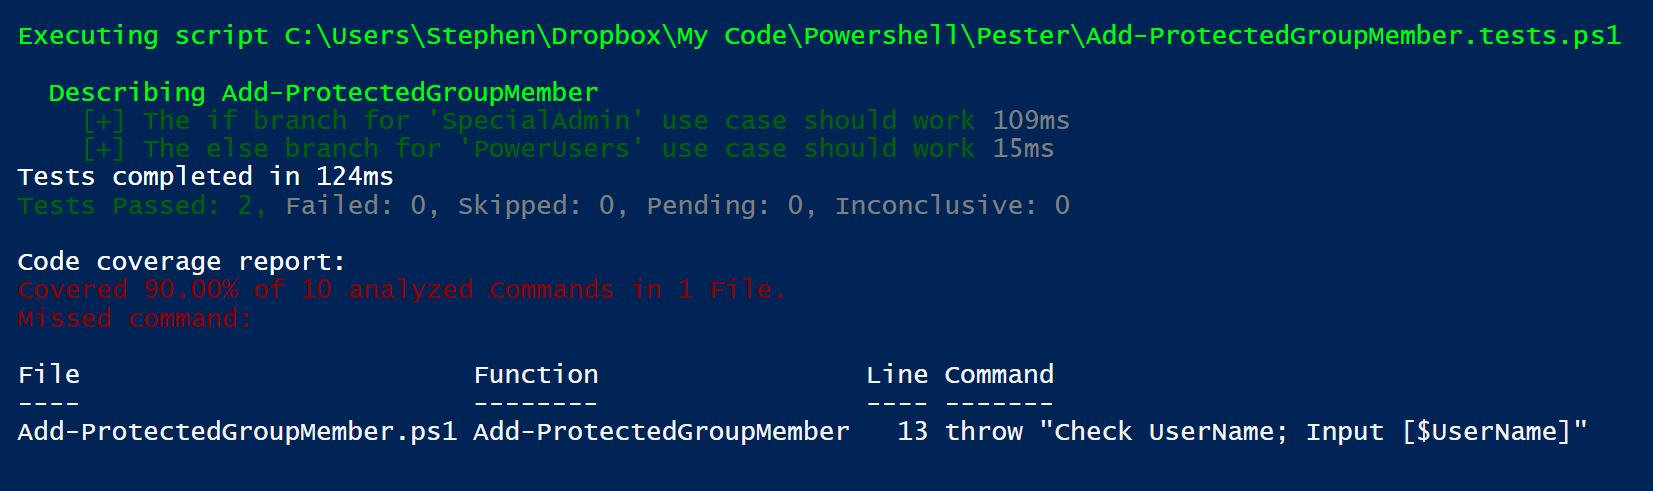 Executing script C:\Users\Stephen\Dropbox\My Code\Powershell\Pester\Add-ProtectedGroupMember.tests.ps1
Describing Add-ProtectedGroupMember
[+] The if branch for 'SpecialAdmin' use case should work 109ms
[+] The else branch for 'PowerUsers' use case should work 15ms
Tests completed in 124ms
Tests Passed: 2, Failed: 0, Skipped: 0, Pending: 0, Inconclusive: 0
Code coverage report:
Covered 90.00% of 10 analyzed Commands in 1 File.
Missed command:
File Function Line Command
---- -------- ---- -------
Add-ProtectedGroupMember.ps1 Add-ProtectedGroupMember 13 throw "Check UserName; Input [$UserName]"